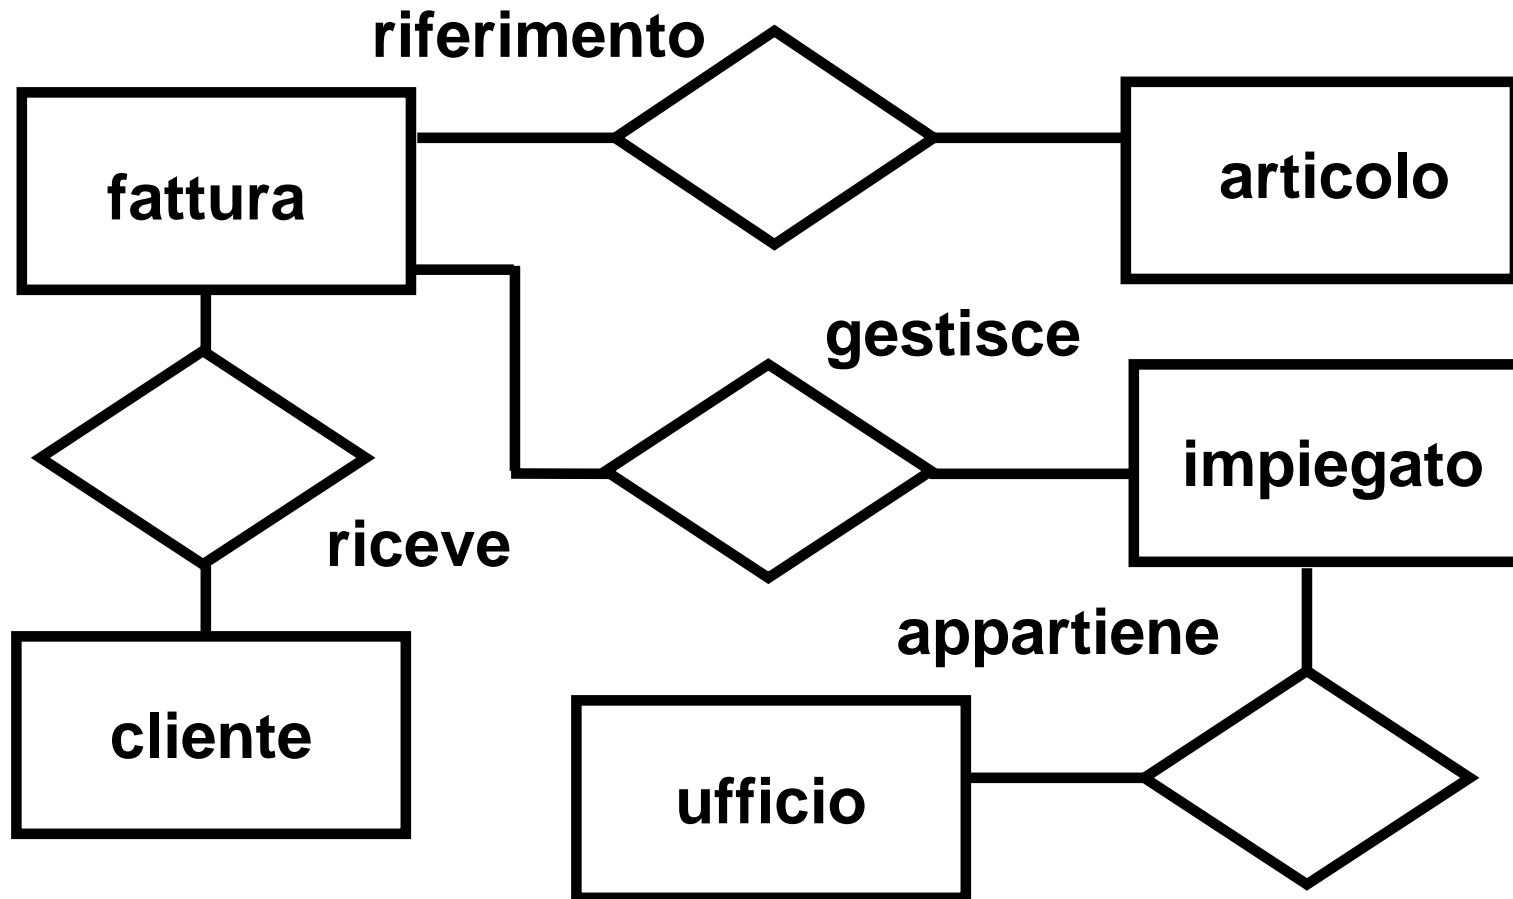 riferimento
fattura
articolo
gestisce
impiegato
riceve
appartiene
cliente
ufficio